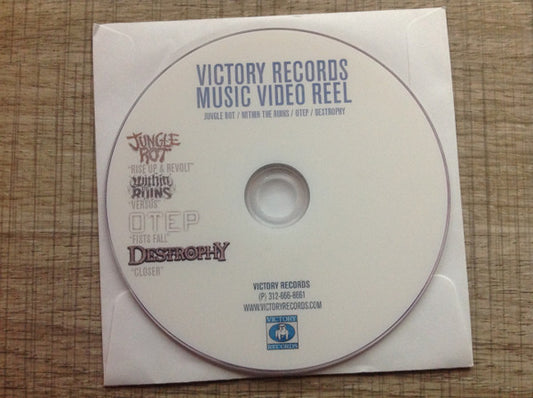 VICTORY RECORDS
MUSIC VIDEO REEL
JUNGLE ROT / WITHIN THE RUINS / OTEP / DESTROPHY
JUNGLE
ROT
"RISE UP & REVOLT"
Within
the
RUINS
"VERSUS"
OTEP
"FISTS FALL"
DESTROPHY
"CLOSER"
VICTORY RECORDS
(P) 312-666-8661
WWW.VICTORYRECORDS.COM
VICTORY
RECORDS